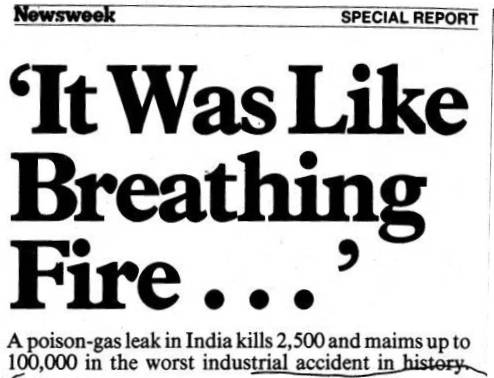 Newsweek SPECIAL REPORT
‘It Was Like
Breathing
Fire . . . ’
A poison-gas leak in India kills 2,500 and maims up to
100,000 in the worst industrial accident in history.